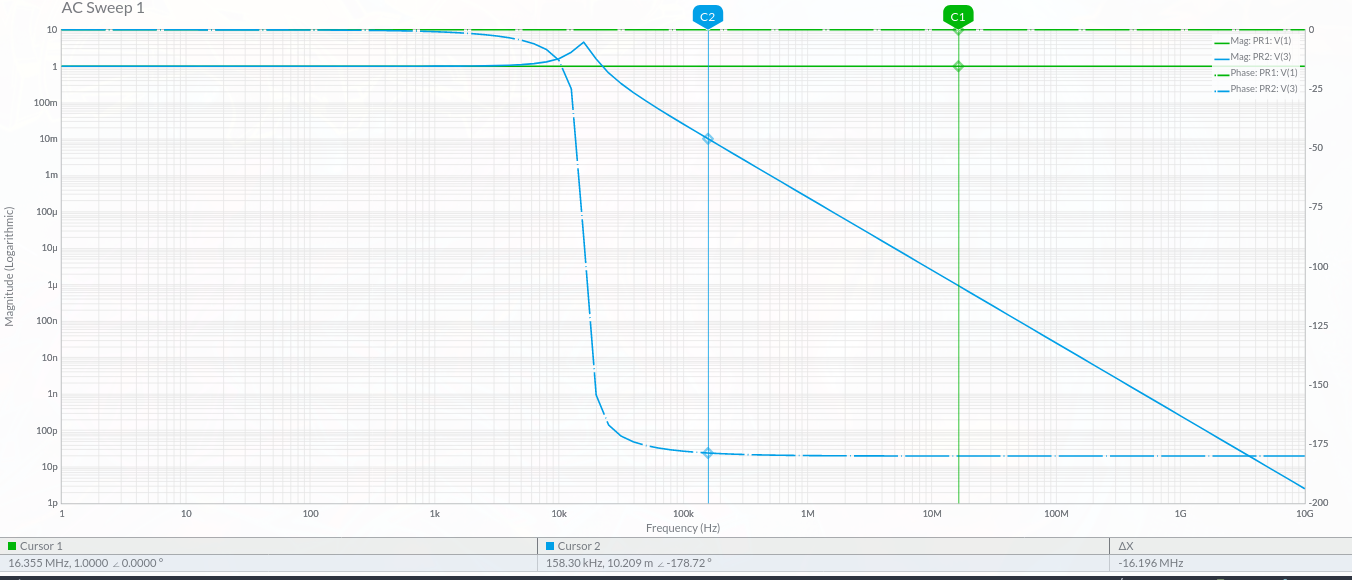 AC Sweep 1
C2
C1
10
1
100m
10m
1m
100µ
10µ
1µ
100n
10n
1n
100p
10p
1p
Magnitude (Logarithmic)
0
-25
-50
-75
-100
-125
-150
-175
-200
Mag: PR1: V(1)
Mag: PR2: V(3)
Phase: PR1: V(1)
Phase: PR2: V(3)
1 10 100 1k 10k 100k 1M 10M 100M 1G 10G
Frequency (Hz)
Cursor 1 Cursor 2 ΔX
16.355 MHz, 1.0000 ∠ 0.0000 ° 158.30 kHz, 10.209 m ∠ -178.72 ° -16.196 MHz